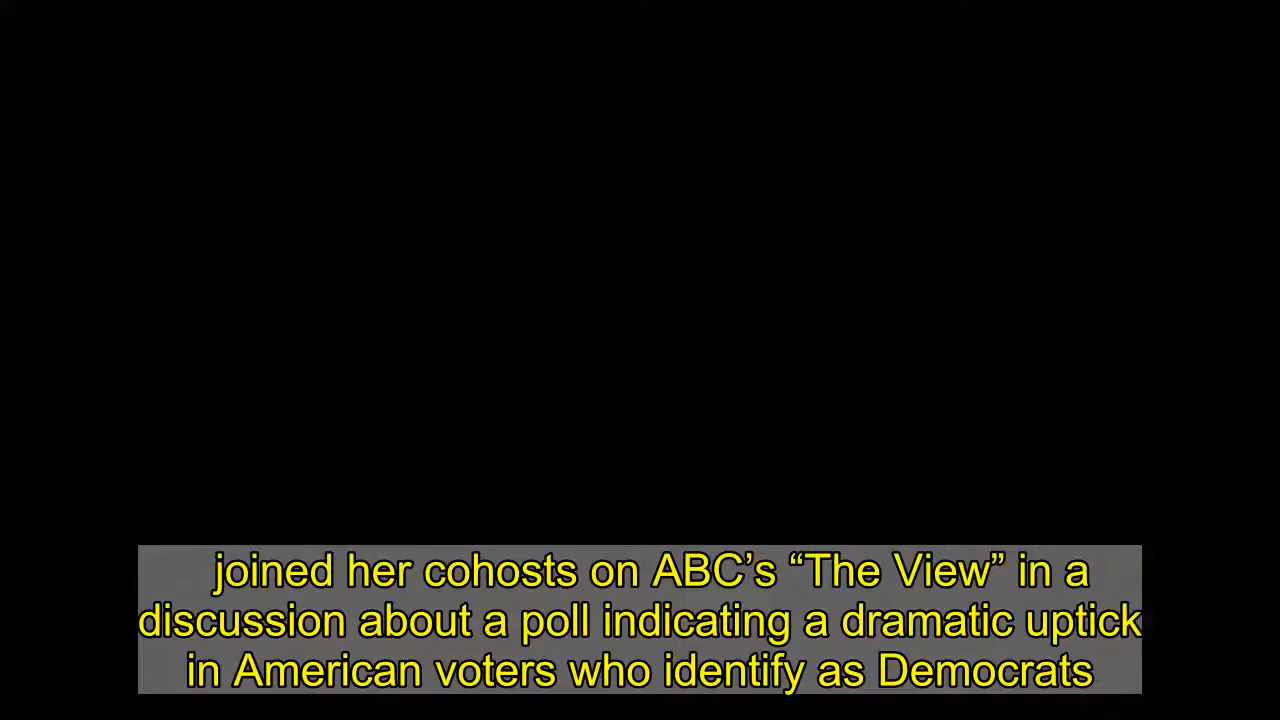 joined her cohosts on ABC’s “The View” in a
discussion about a poll indicating a dramatic uptick
in American voters who identify as Democrats